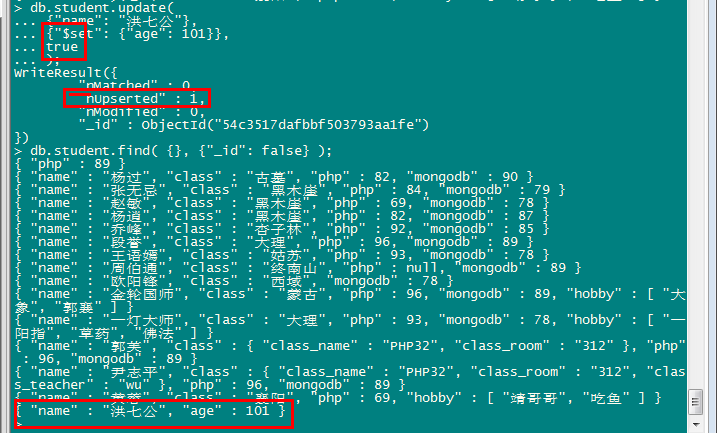 > db.student.update(
... {"name": "洪七公"},
... {"$set": {"age": 101}},
... true
... );
WriteResult({
"nMatched" : 0,
"nUpserted" : 1,
"nModified" : 0,
"_id" : ObjectId("54c3517dafbbf503793aa1fe")
})
> db.student.find( {}, {"_id": false} );
{ "php" : 89 }
{ "name" : "杨过", "class" : "古墓", "php" : 82, "mongodb" : 90 }
{ "name" : "张无忌", "class" : "黑木崖", "php" : 84, "mongodb" : 79 }
{ "name" : "赵敏", "class" : "黑木崖", "php" : 69, "mongodb" : 78 }
{ "name" : "杨逍", "class" : "黑木崖", "php" : 82, "mongodb" : 87 }
{ "name" : "乔峰", "class" : "杏子林", "php" : 92, "mongodb" : 85 }
{ "name" : "段誉", "class" : "大理", "php" : 96, "mongodb" : 89 }
{ "name" : "王语嫣", "class" : "姑苏", "php" : 93, "mongodb" : 78 }
{ "name" : "周伯通", "class" : "终南山", "php" : null, "mongodb" : 89 }
{ "name" : "欧阳锋", "class" : "西域", "mongodb" : 78 }
{ "name" : "金轮国师", "class" : "蒙古", "php" : 96, "mongodb" : 89, "hobby" : [ "大
象", "郭襄" ] }
{ "name" : "一灯大师", "class" : "大理", "php" : 93, "mongodb" : 78, "hobby" : [ "一
阳指", "草药", "佛法" ] }
{ "name" : "郭芙", "class" : { "class_name" : "PHP32", "class_room" : "312" }, "php"
: 96, "mongodb" : 89 }
{ "name" : "尹志平", "class" : { "class_name" : "PHP32", "class_room" : "312", "clas
s_teacher" : "wu" }, "php" : 96, "mongodb" : 89 }
{ "name" : "黄蓉", "class" : "襄阳", "php" : 69, "hobby" : [ "靖哥哥", "吃鱼" ] }
{ "name" : "洪七公", "age" : 101 }
>